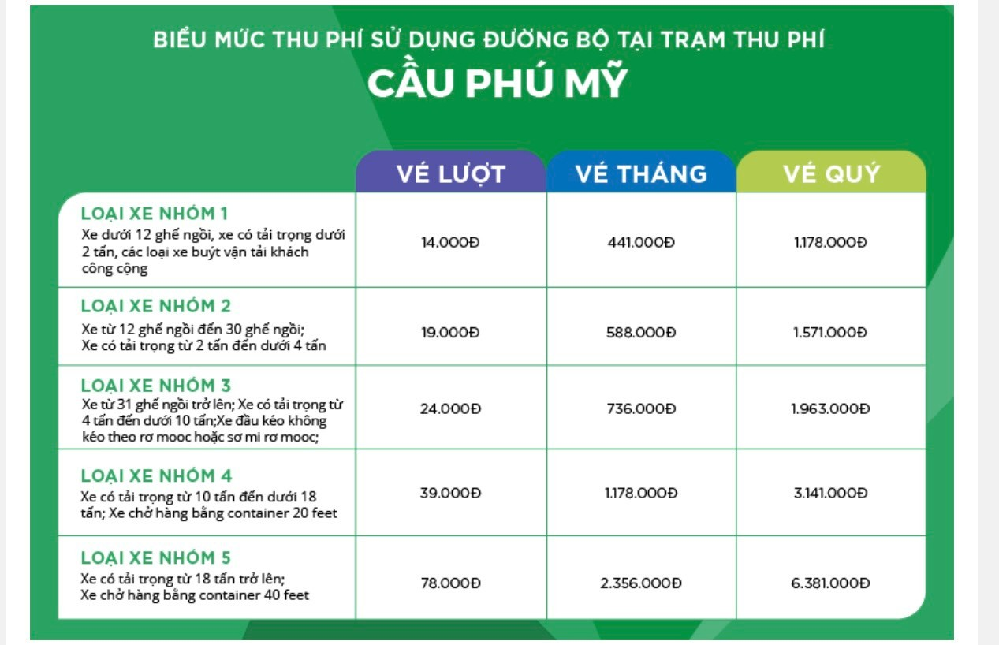 BIỂU MỨC THU PHÍ SỬ DỤNG ĐƯỜNG BỘ TẠI TRẠM THU PHÍ
CẦU PHÚ MỸ
VÉ LƯỢT VÉ THÁNG VÉ QUÝ
LOẠI XE NHÓM 1
Xe dưới 12 ghế ngồi, xe có tải trọng dưới
2 tấn, các loại xe buýt vận tải khách
công cộng
14.000Đ 441.000Đ 1.178.000Đ
LOẠI XE NHÓM 2
Xe từ 12 ghế ngồi đến 30 ghế ngồi;
Xe có tải trọng từ 2 tấn đến dưới 4 tấn
19.000Đ 588.000Đ 1.571.000Đ
LOẠI XE NHÓM 3
Xe từ 31 ghế ngồi trở lên; Xe có tải trọng từ
4 tấn đến dưới 10 tấn;Xe đầu kéo không
kéo theo rơ mooc hoặc sơ mi rơ mooc;
24.000Đ 736.000Đ 1.963.000Đ
LOẠI XE NHÓM 4
Xe có tải trọng từ 10 tấn đến dưới 18
tấn; Xe chở hàng bằng container 20 feet
39.000Đ 1.178.000Đ 3.141.000Đ
LOẠI XE NHÓM 5
Xe có tải trọng từ 18 tấn trở lên;
Xe chở hàng bằng container 40 feet
78.000Đ 2.356.000Đ 6.381.000Đ